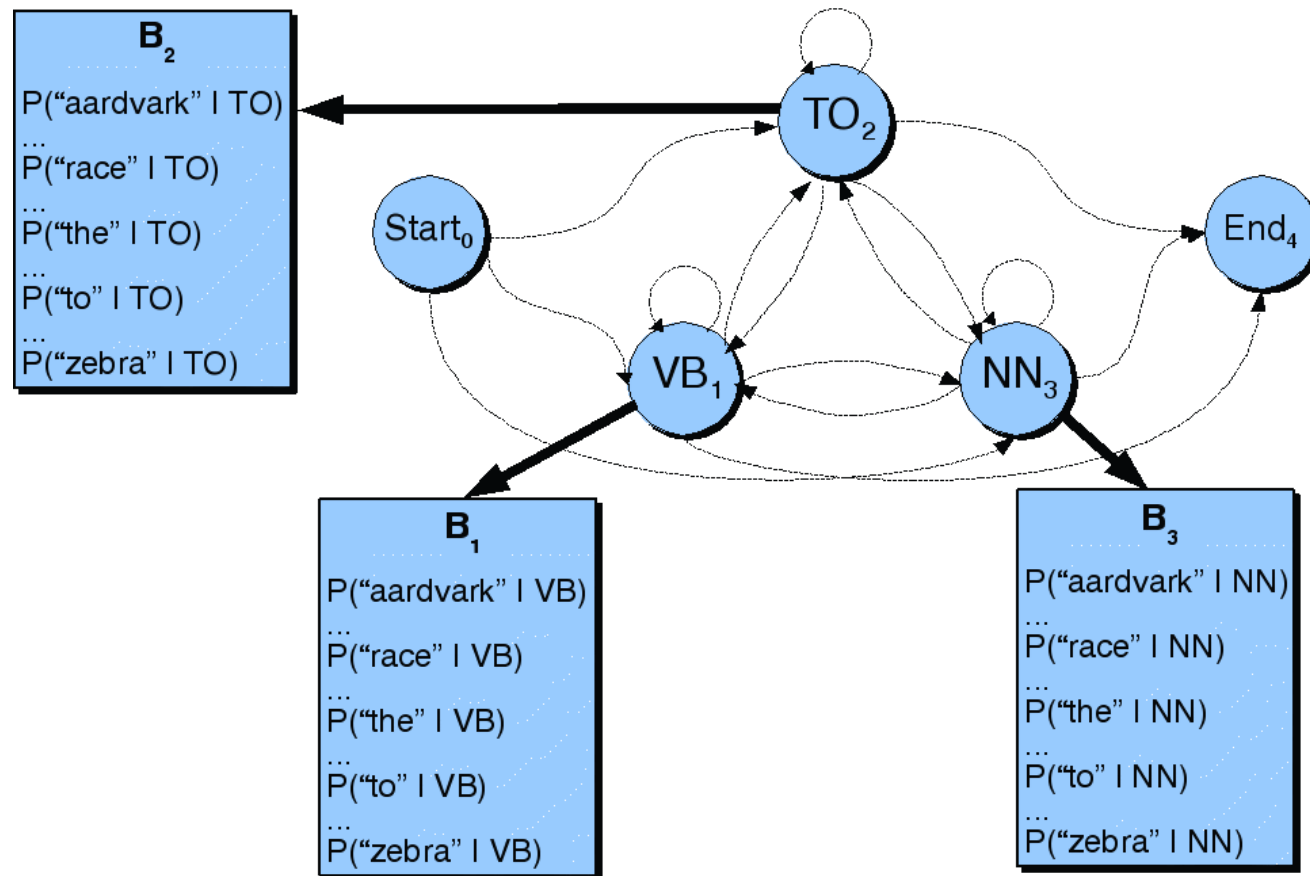 B₂
P(“aardvark” | TO)
...
P(“race” | TO)
...
P(“the” | TO)
...
P(“to” | TO)
...
P(“zebra” | TO)
TO₂
Start₀
End₄
VB₁
NN₃
B₁
P(“aardvark” | VB)
...
P(“race” | VB)
...
P(“the” | VB)
...
P(“to” | VB)
...
P(“zebra” | VB)
B₃
P(“aardvark” | NN)
...
P(“race” | NN)
...
P(“the” | NN)
...
P(“to” | NN)
...
P(“zebra” | NN)